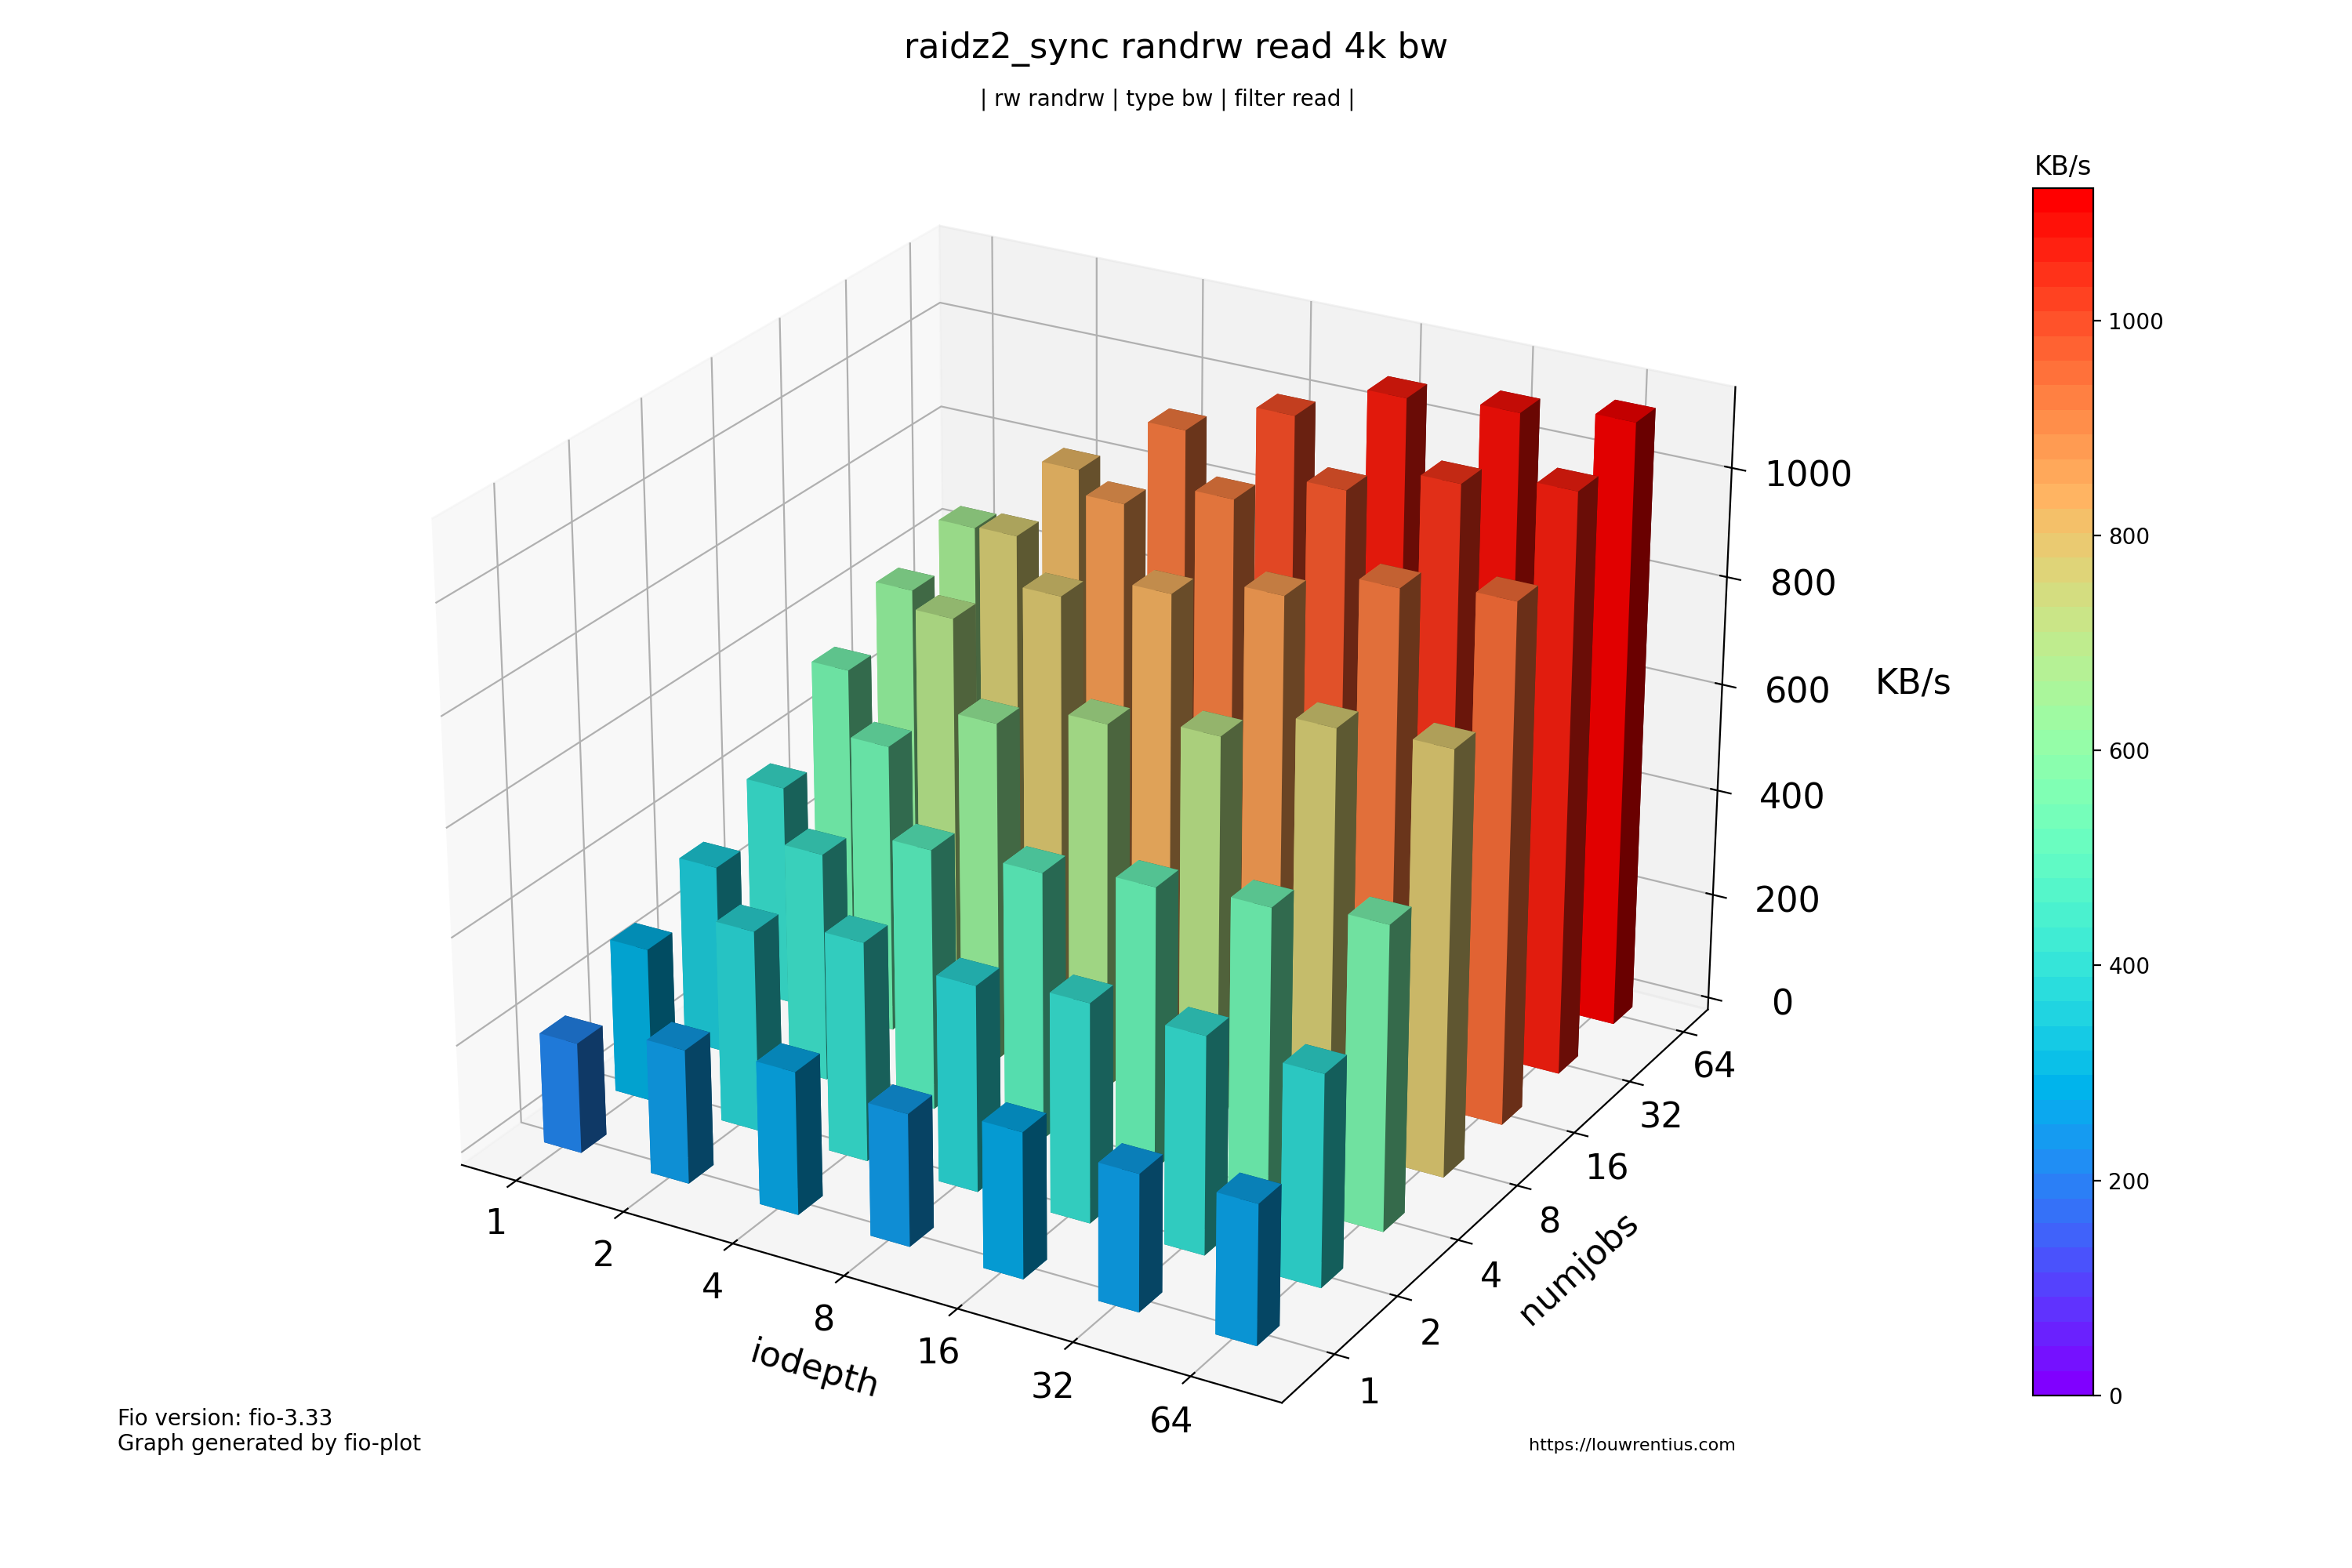 raidz2_sync randrw read 4k bw
| rw randrw | type bw | filter read |
KB/s
1000
800
600
400
200
0
1000
800
600
400
200
0
KB/s
64
32
16
8
4
2
1
numjobs
1
2
4
8
16
32
64
iodepth
Fio version: fio-3.33
Graph generated by fio-plot
https://louwrentius.com